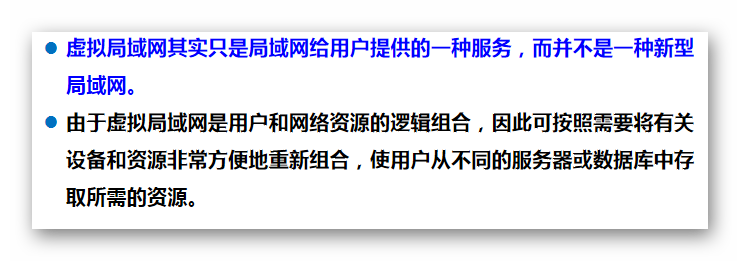 虚拟局域网其实只是局域网给用户提供的一种服务，而并不是一种新型
局域网。
由于虚拟局域网是用户和网络资源的逻辑组合，因此可按照需要将有关
设备和资源非常方便地重新组合，使用户从不同的服务器或数据库中存
取所需的资源。